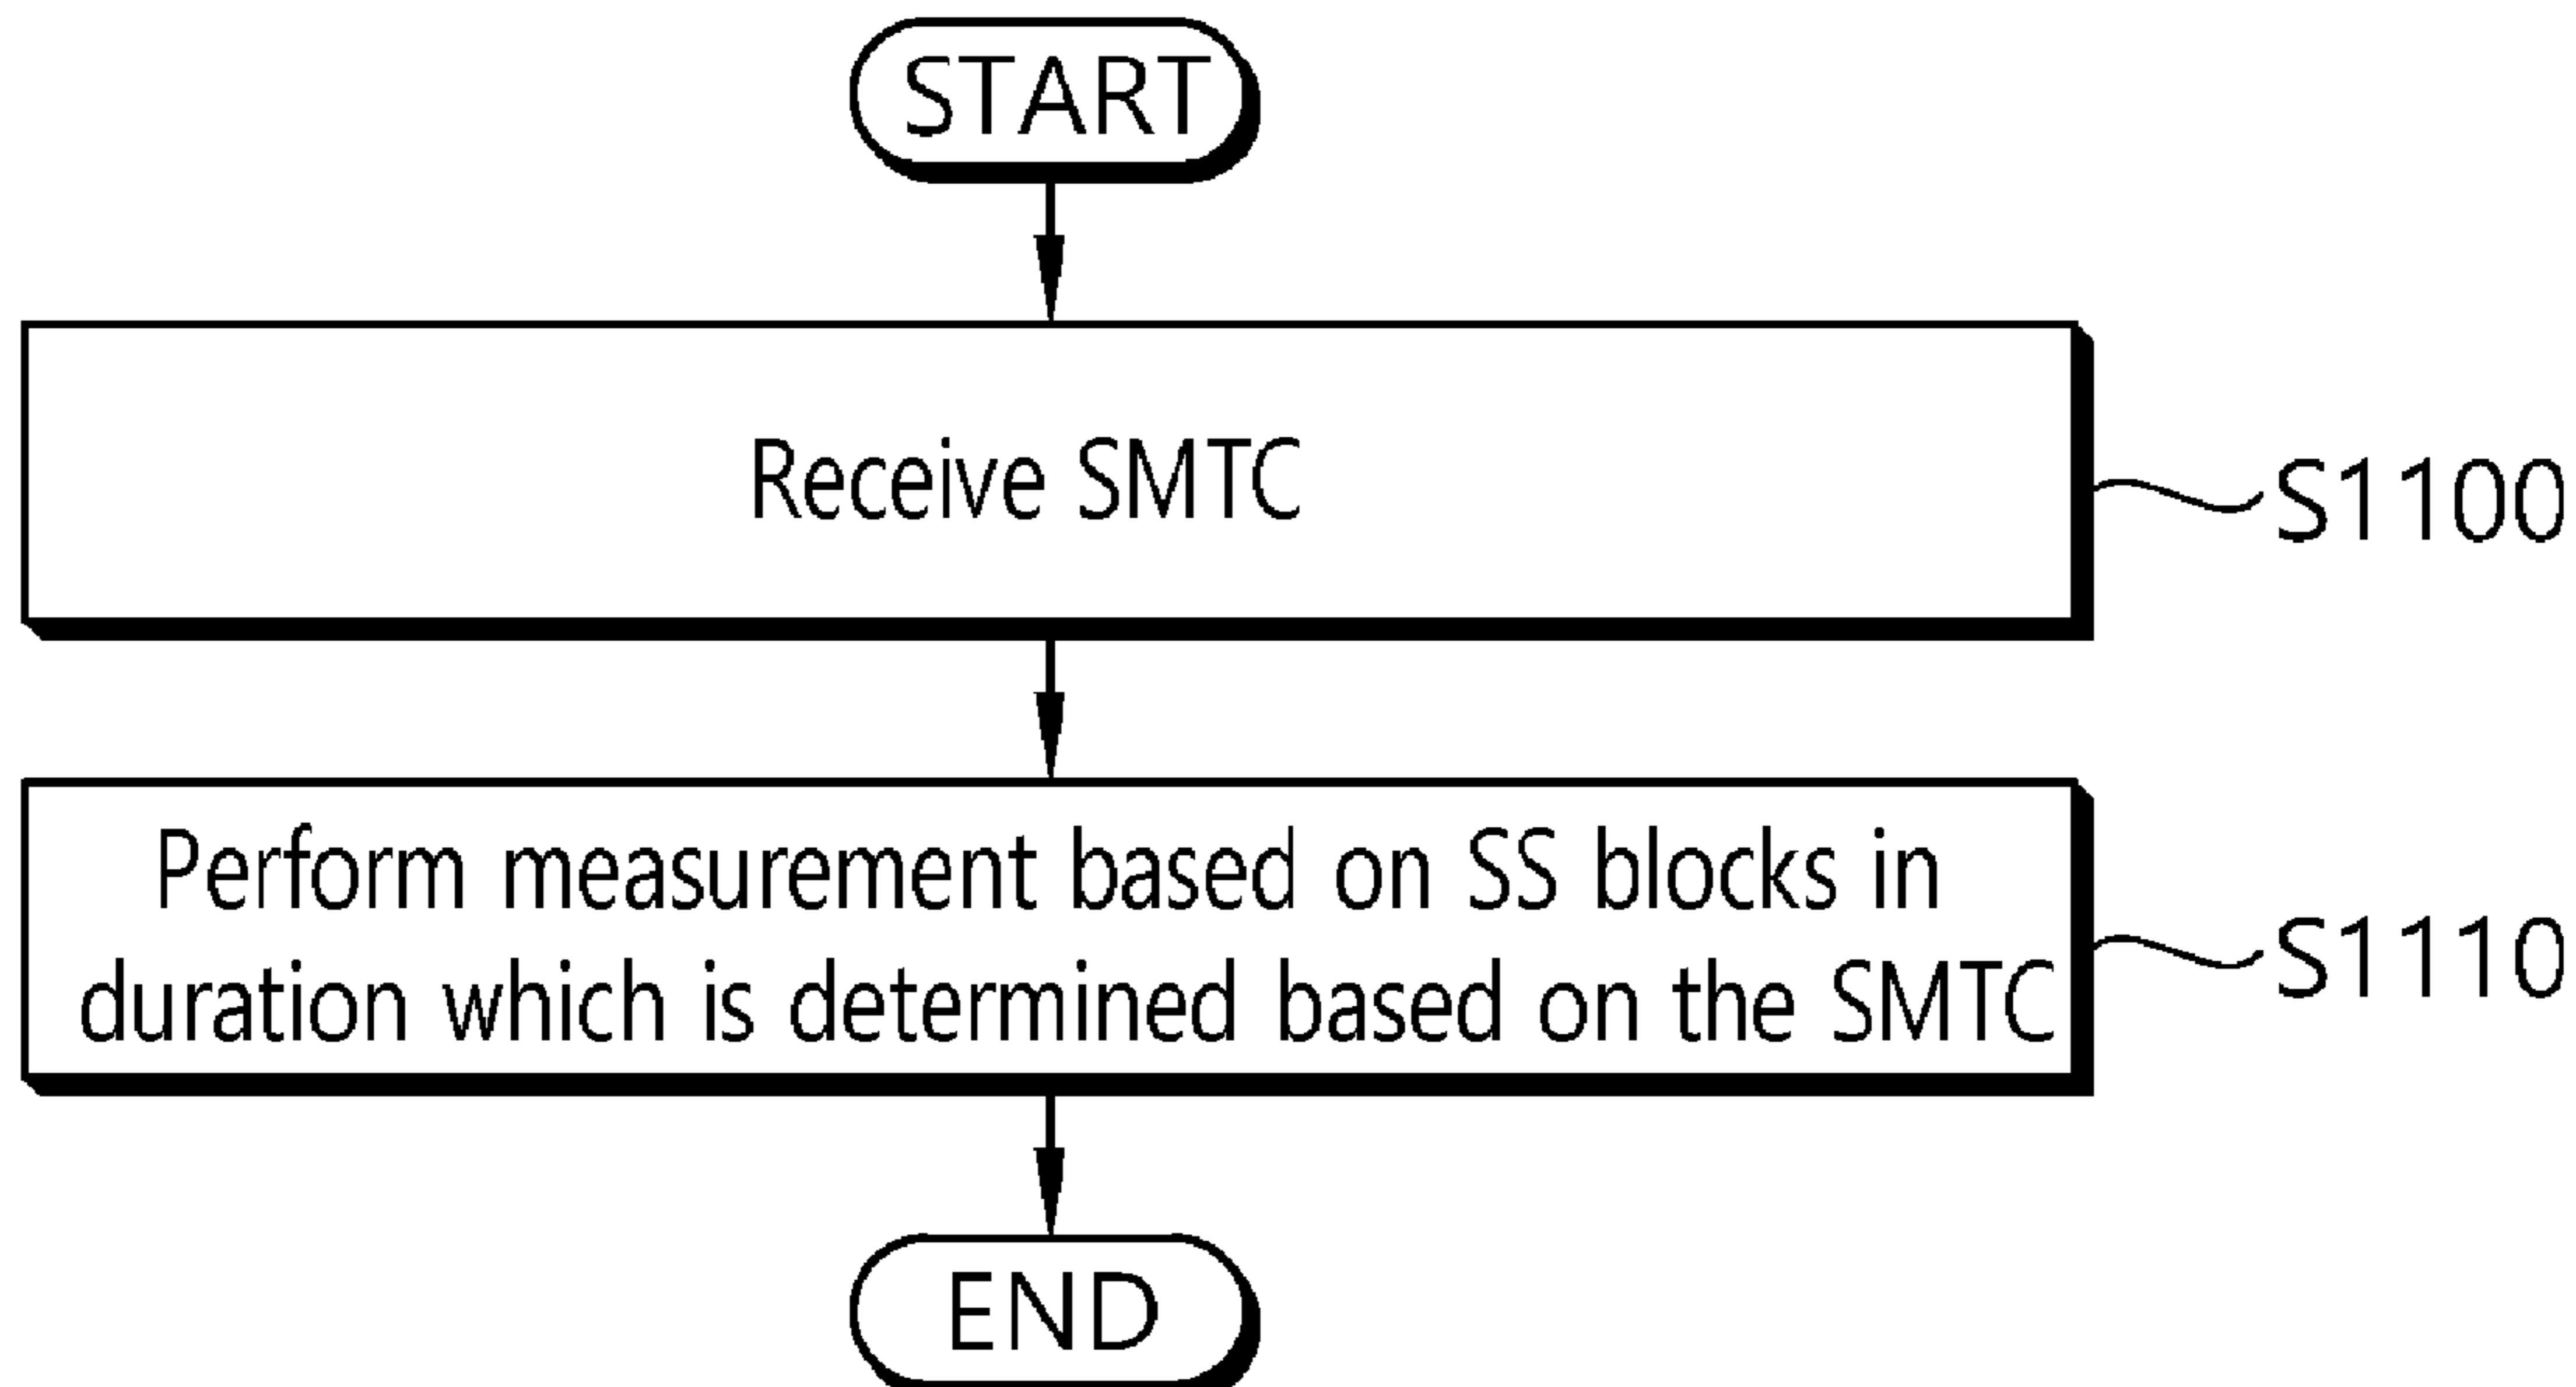 START
Receive SMTC
S1100
Perform measurement based on SS blocks in
duration which is determined based on the SMTC
S1110
END